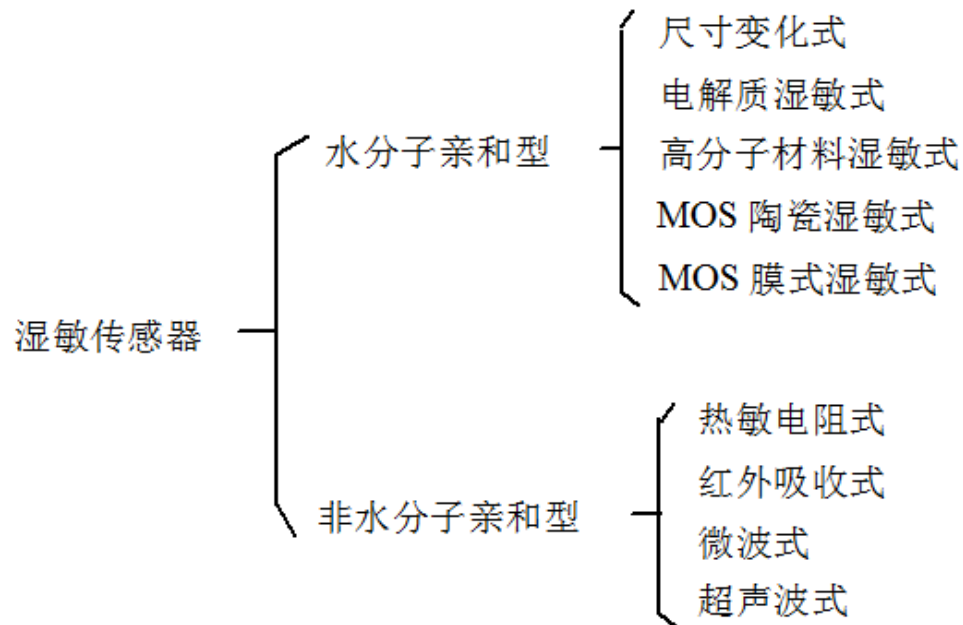 湿敏传感器
水分子亲和型
尺寸变化式
电解质湿敏式
高分子材料湿敏式
MOS 陶瓷湿敏式
MOS 膜式湿敏式
非水分子亲和型
热敏电阻式
红外吸收式
微波式
超声波式